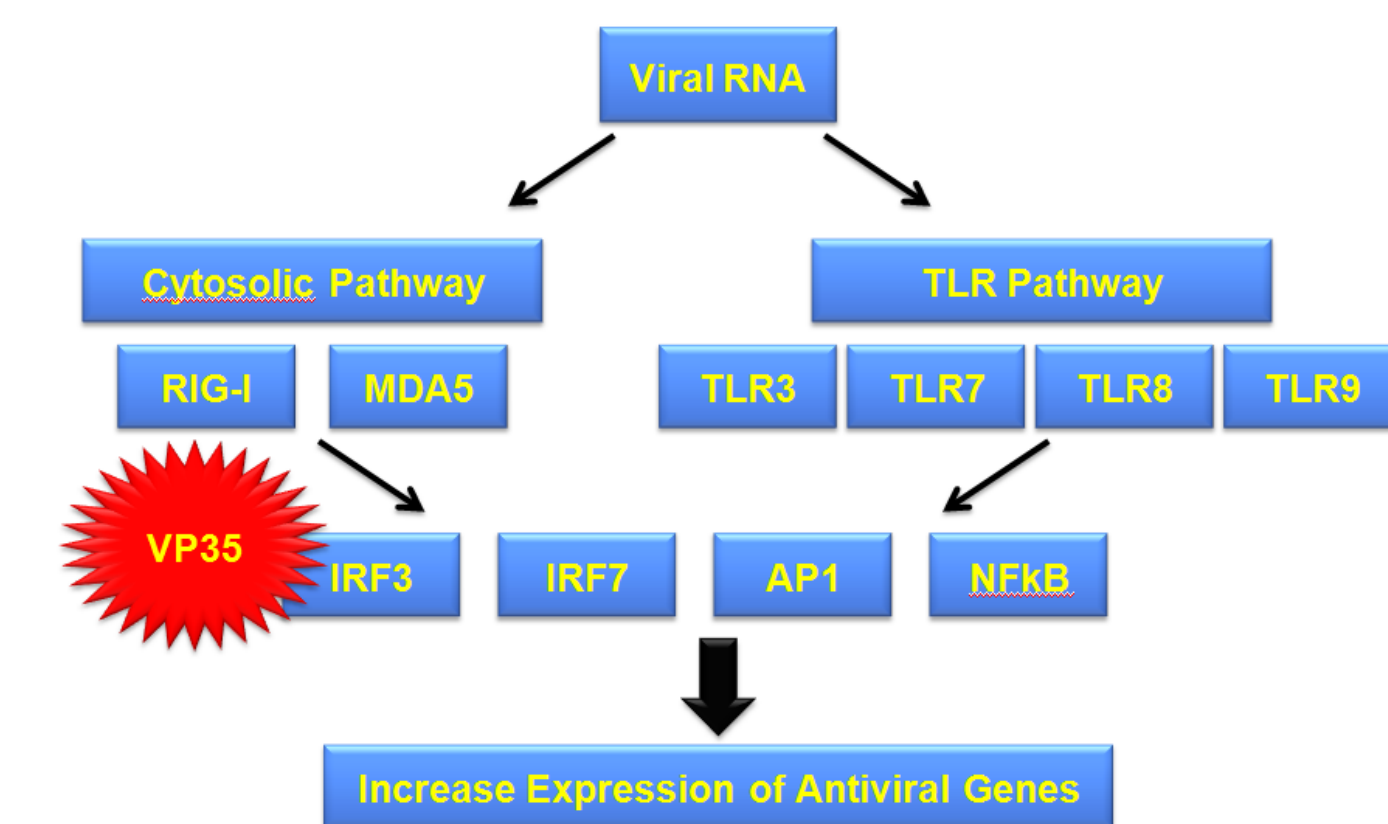 Viral RNA
Cytosolic Pathway
TLR Pathway
RIG-I
MDA5
TLR3
TLR7
TLR8
TLR9
VP35
IRF3
IRF7
AP1
NFkB
Increase Expression of Antiviral Genes